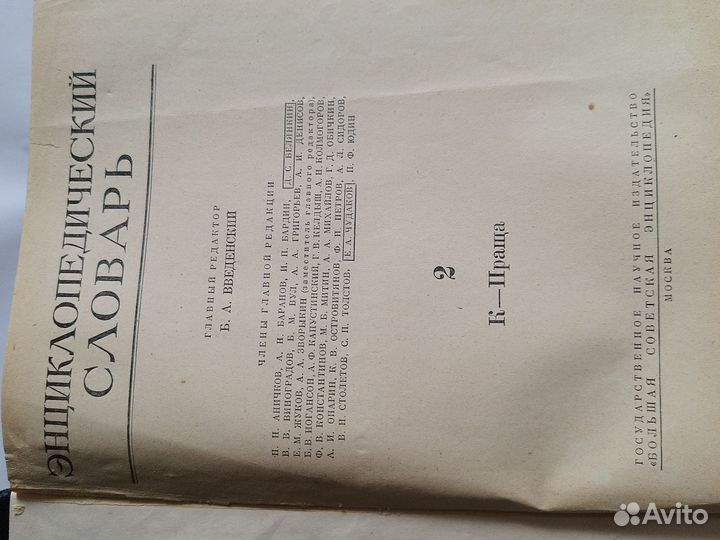 ЭНЦИКЛОПЕДИЧЕСКИЙ
СЛОВАРЬ
ГЛАВНЫЙ РЕДАКТОР
Б. А. ВВЕДЕНСКИЙ
ЧЛЕНЫ ГЛАВНОЙ РЕДАКЦИИ
Н. Н. АНИЧКОВ, А. Н. БАРАНОВ, И. П. БАРДИН, Д. С. БЕЛЯНКИН,
В. В. ВИНОГРАДОВ, Б. М. ВУЛ, А. А. ГРИГОРЬЕВ, А. И. ДЕНИСОВ,
Е. М. ЖУКОВ, А. А. ЗВОРЫКИН (заместитель главного редактора),
Б. В. ИОГАНСОН, А. Ф. КАПУСТИНСКИЙ, Г. В. КЕЛДЫШ, А. Н. КОЛМОГОРОВ,
Ф. В. КОНСТАНТИНОВ, М. Б. МИТИН, А. А. МИХАЙЛОВ, Г. Д. ОБИЧКИН,
А. И. ОПАРИН, К. В. ОСТРОВИТЯНОВ, Ф. Н. ПЕТРОВ, А. Л. СИДОРОВ,
В. Н. СТОЛЕТОВ, С. П. ТОЛСТОВ, Е. А. ЧУДАКОВ, П. Ф. ЮДИН
2
К—Праща
ГОСУДАРСТВЕННОЕ НАУЧНОЕ ИЗДАТЕЛЬСТВО
«БОЛЬШАЯ СОВЕТСКАЯ ЭНЦИКЛОПЕДИЯ»
МОСКВА
Avito